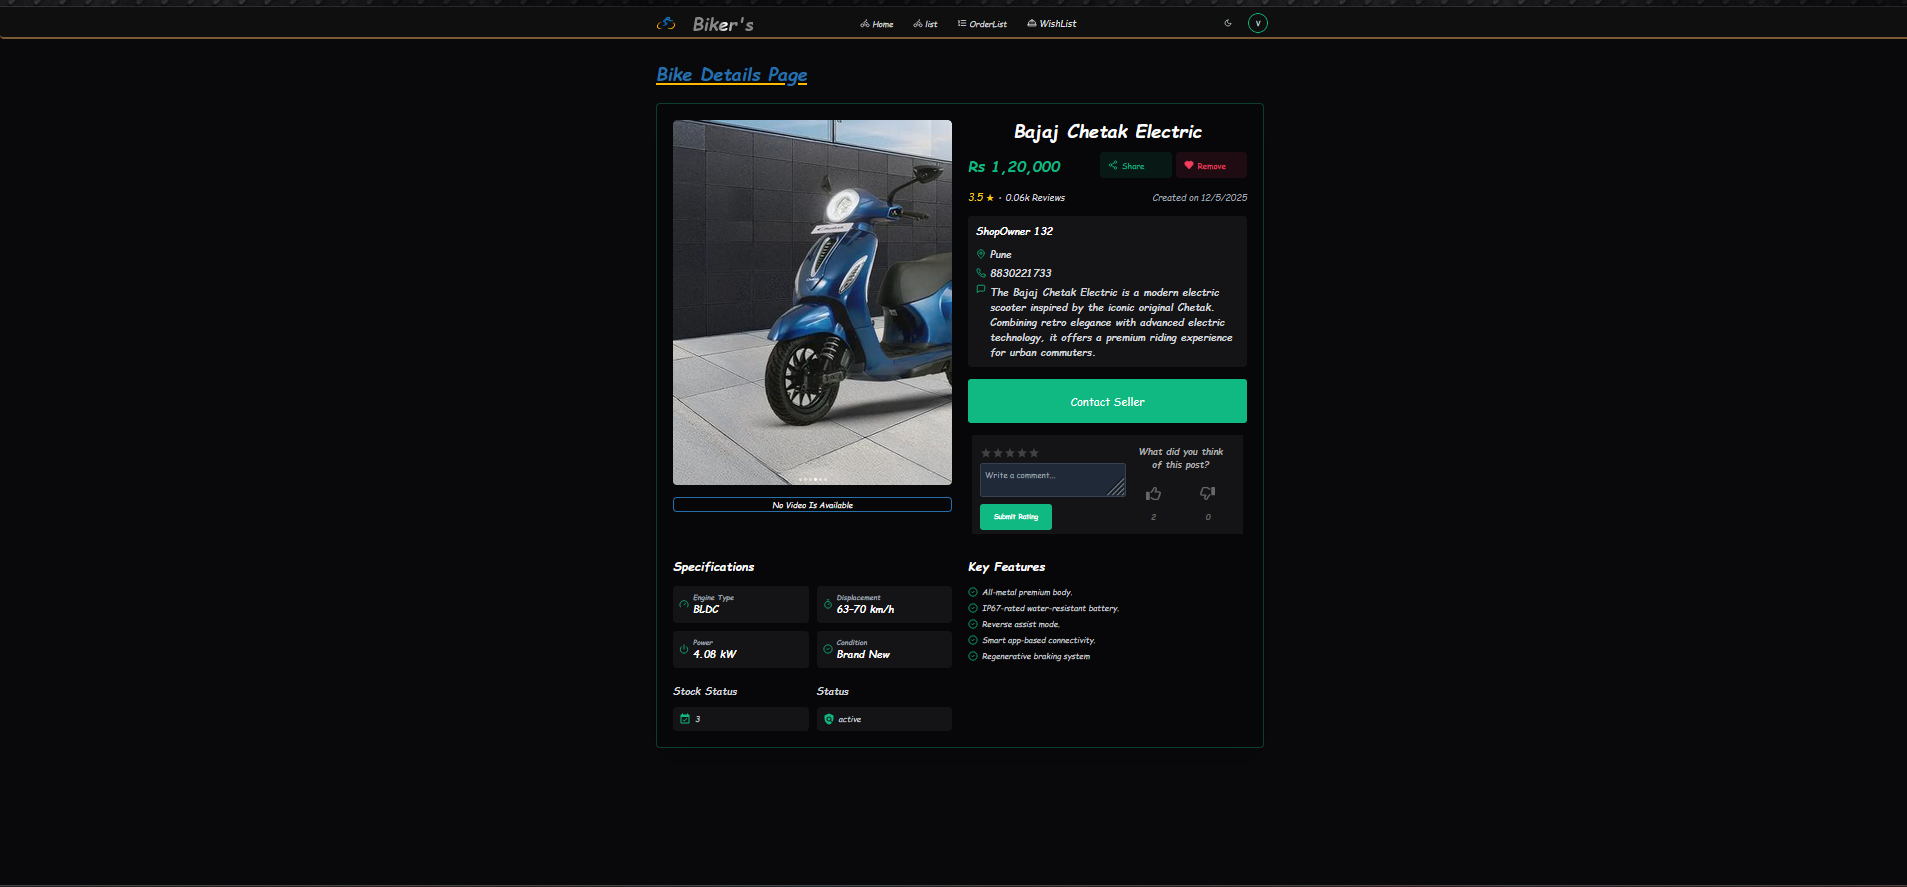 Biker's
Home
list
OrderList
WishList
V
Bike Details Page
Bajaj Chetak Electric
Rs 1,20,000
Share
Remove
3.5 ★ • 0.06k Reviews
Created on 12/5/2025
ShopOwner 132
Pune
8830221733
The Bajaj Chetak Electric is a modern electric
scooter inspired by the iconic original Chetak.
Combining retro elegance with advanced electric
technology, it offers a premium riding experience
for urban commuters.
Contact Seller
Write a comment...
Submit Rating
What did you think
of this post?
2
0
No Video Is Available
Specifications
Engine Type
BLDC
Displacement
63-70 km/h
Power
4.08 kW
Condition
Brand New
Stock Status
3
Status
active
Key Features
All-metal premium body.
IP67-rated water-resistant battery.
Reverse assist mode.
Smart app-based connectivity.
Regenerative braking system